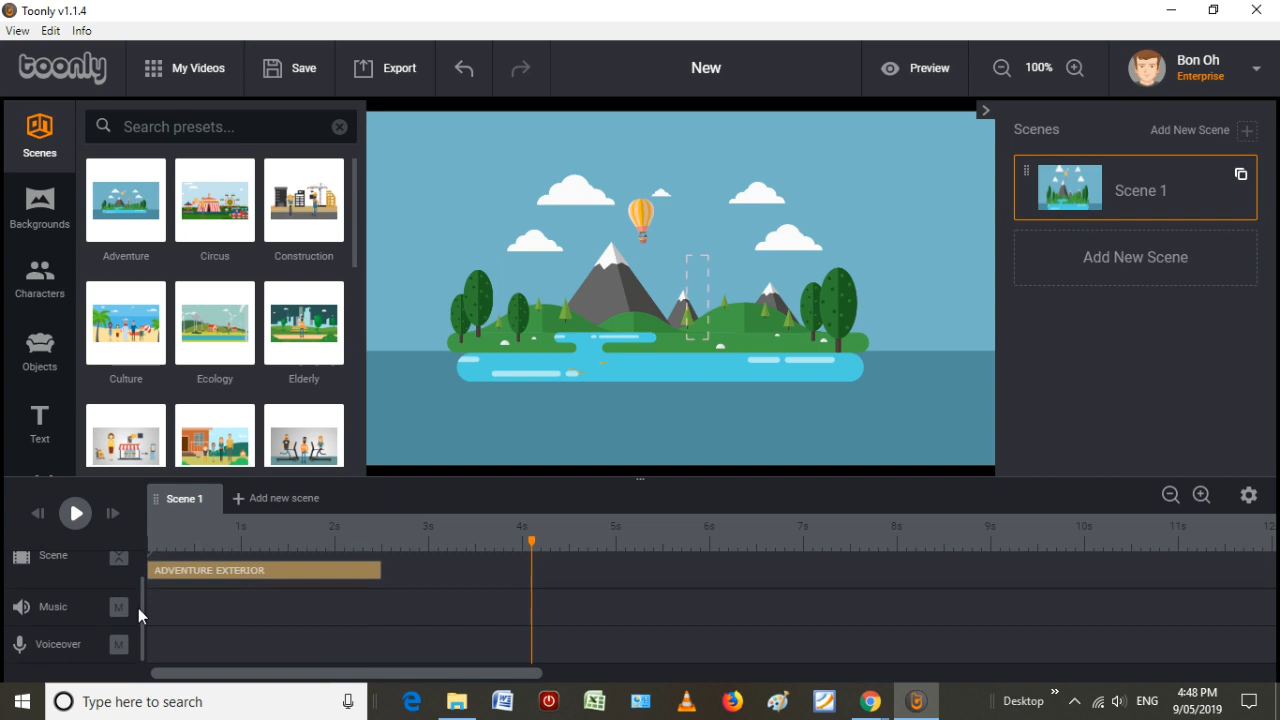 Toonly v1.1.4
View Edit Info
toonly My Videos Save Export New Preview 100% Bon Oh
Enterprise
Scenes
Backgrounds
Characters
Objects
Text
Search presets...
Adventure Circus Construction
Culture Ecology Elderly
Scenes Add New Scene
Scene 1
Add New Scene
Scene 1 Add new scene
1s 2s 3s 4s 5s 6s 7s 8s 9s 10s 11s 12
Scene
ADVENTURE EXTERIOR
Music M
Voiceover M
Type here to search
Desktop ENG
4:48 PM
9/05/2019